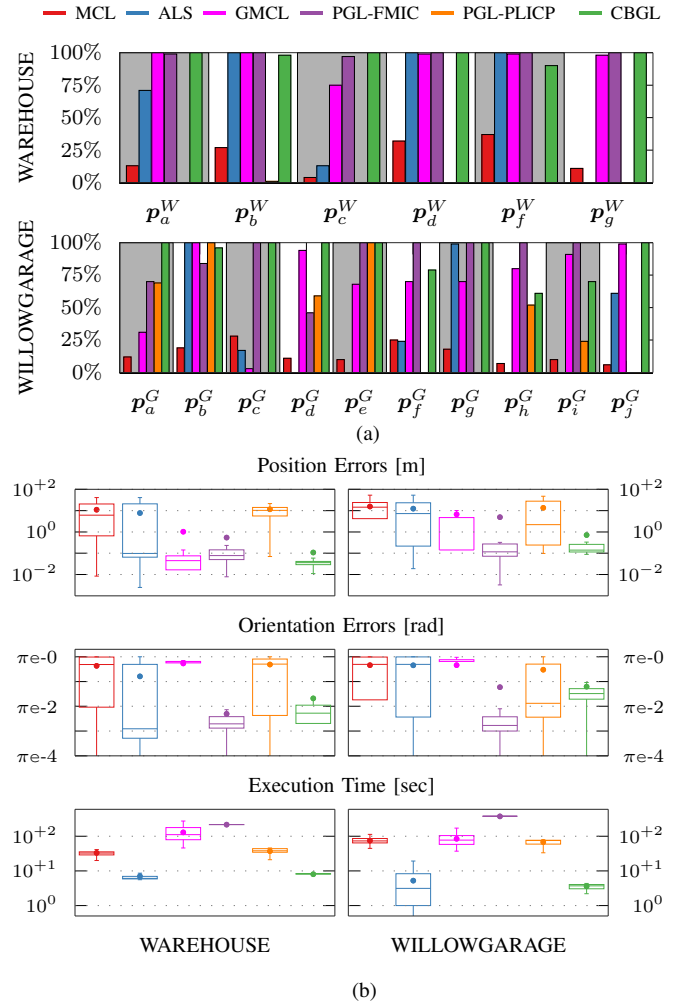 MCL ALS GMCL PGL-FMIC PGL-PLICP CBGL
WAREHOUSE
100%
75%
50%
25%
0%
p_a^W p_b^W p_c^W p_d^W p_f^W p_g^W
WILLOWGARAGE
100%
75%
50%
25%
0%
p_a^G p_b^G p_c^G p_d^G p_e^G p_f^G p_g^G p_h^G p_i^G p_j^G
(a)
Position Errors [m]
10^+2 10^+2
10^0 10^0
10^-2 10^-2
Orientation Errors [rad]
πe-0 πe-0
πe-2 πe-2
πe-4 πe-4
Execution Time [sec]
10^+2 10^+2
10^+1 10^+1
10^0 10^0
WAREHOUSE WILLOWGARAGE
(b)